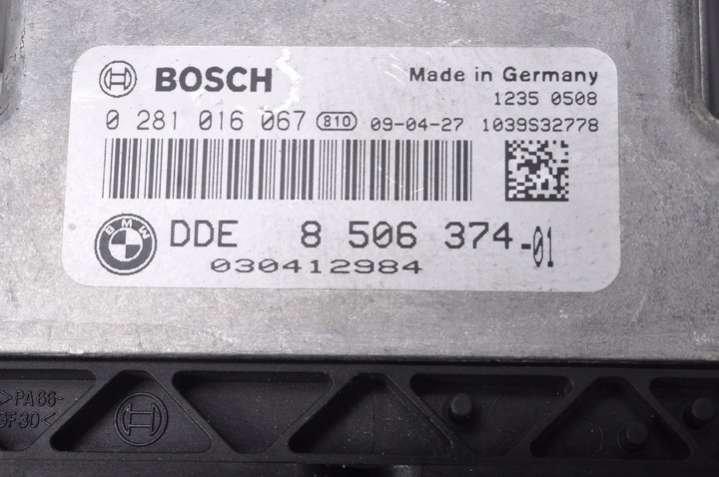 BOSCH
Made in Germany
1235 0508
0 281 016 067 810 09-04-27 1039S32778
BMW
DDE 8 506 374-01
030412984
>PA66-
GF30<